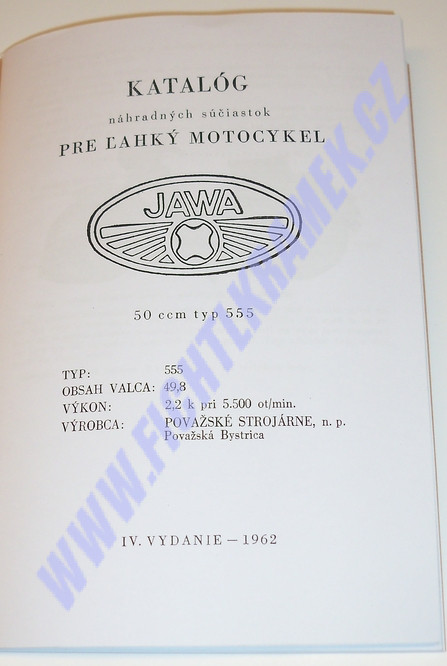 KATALÓG
náhradných súčiastok
PRE ĽAHKÝ MOTOCYKEL
JAWA
50 ccm typ 555
TYP: 555
OBSAH VALCA: 49,8
VÝKON: 2,2 k pri 5.500 ot/min.
VÝROBCA: POVAŽSKÉ STROJÁRNE, n. p.
Považská Bystrica
IV. VYDANIE — 1962
WWW.FICHTLKRAMEK.CZ